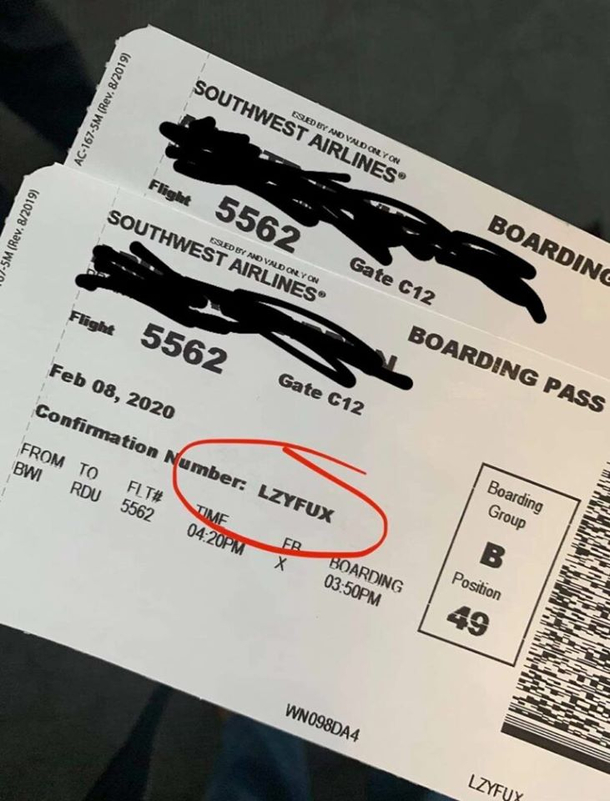 AC-167-5M (Rev. 8/2019)
ISSUED BY AND VALID ONLY ON
SOUTHWEST AIRLINES®
BOARDING
Flight 5562 Gate C12
7-5M (Rev. 8/2019)
ISSUED BY AND VALID ONLY ON
SOUTHWEST AIRLINES®
BOARDING PASS
Flight 5562 Gate C12
Feb 08, 2020
Confirmation Number: LZYFUX
FROM TO FLT# TIME FB BOARDING
BWI RDU 5562 04:20PM X 03:50PM
Boarding
Group
B
Position
49
WN098DA4
LZYFUX